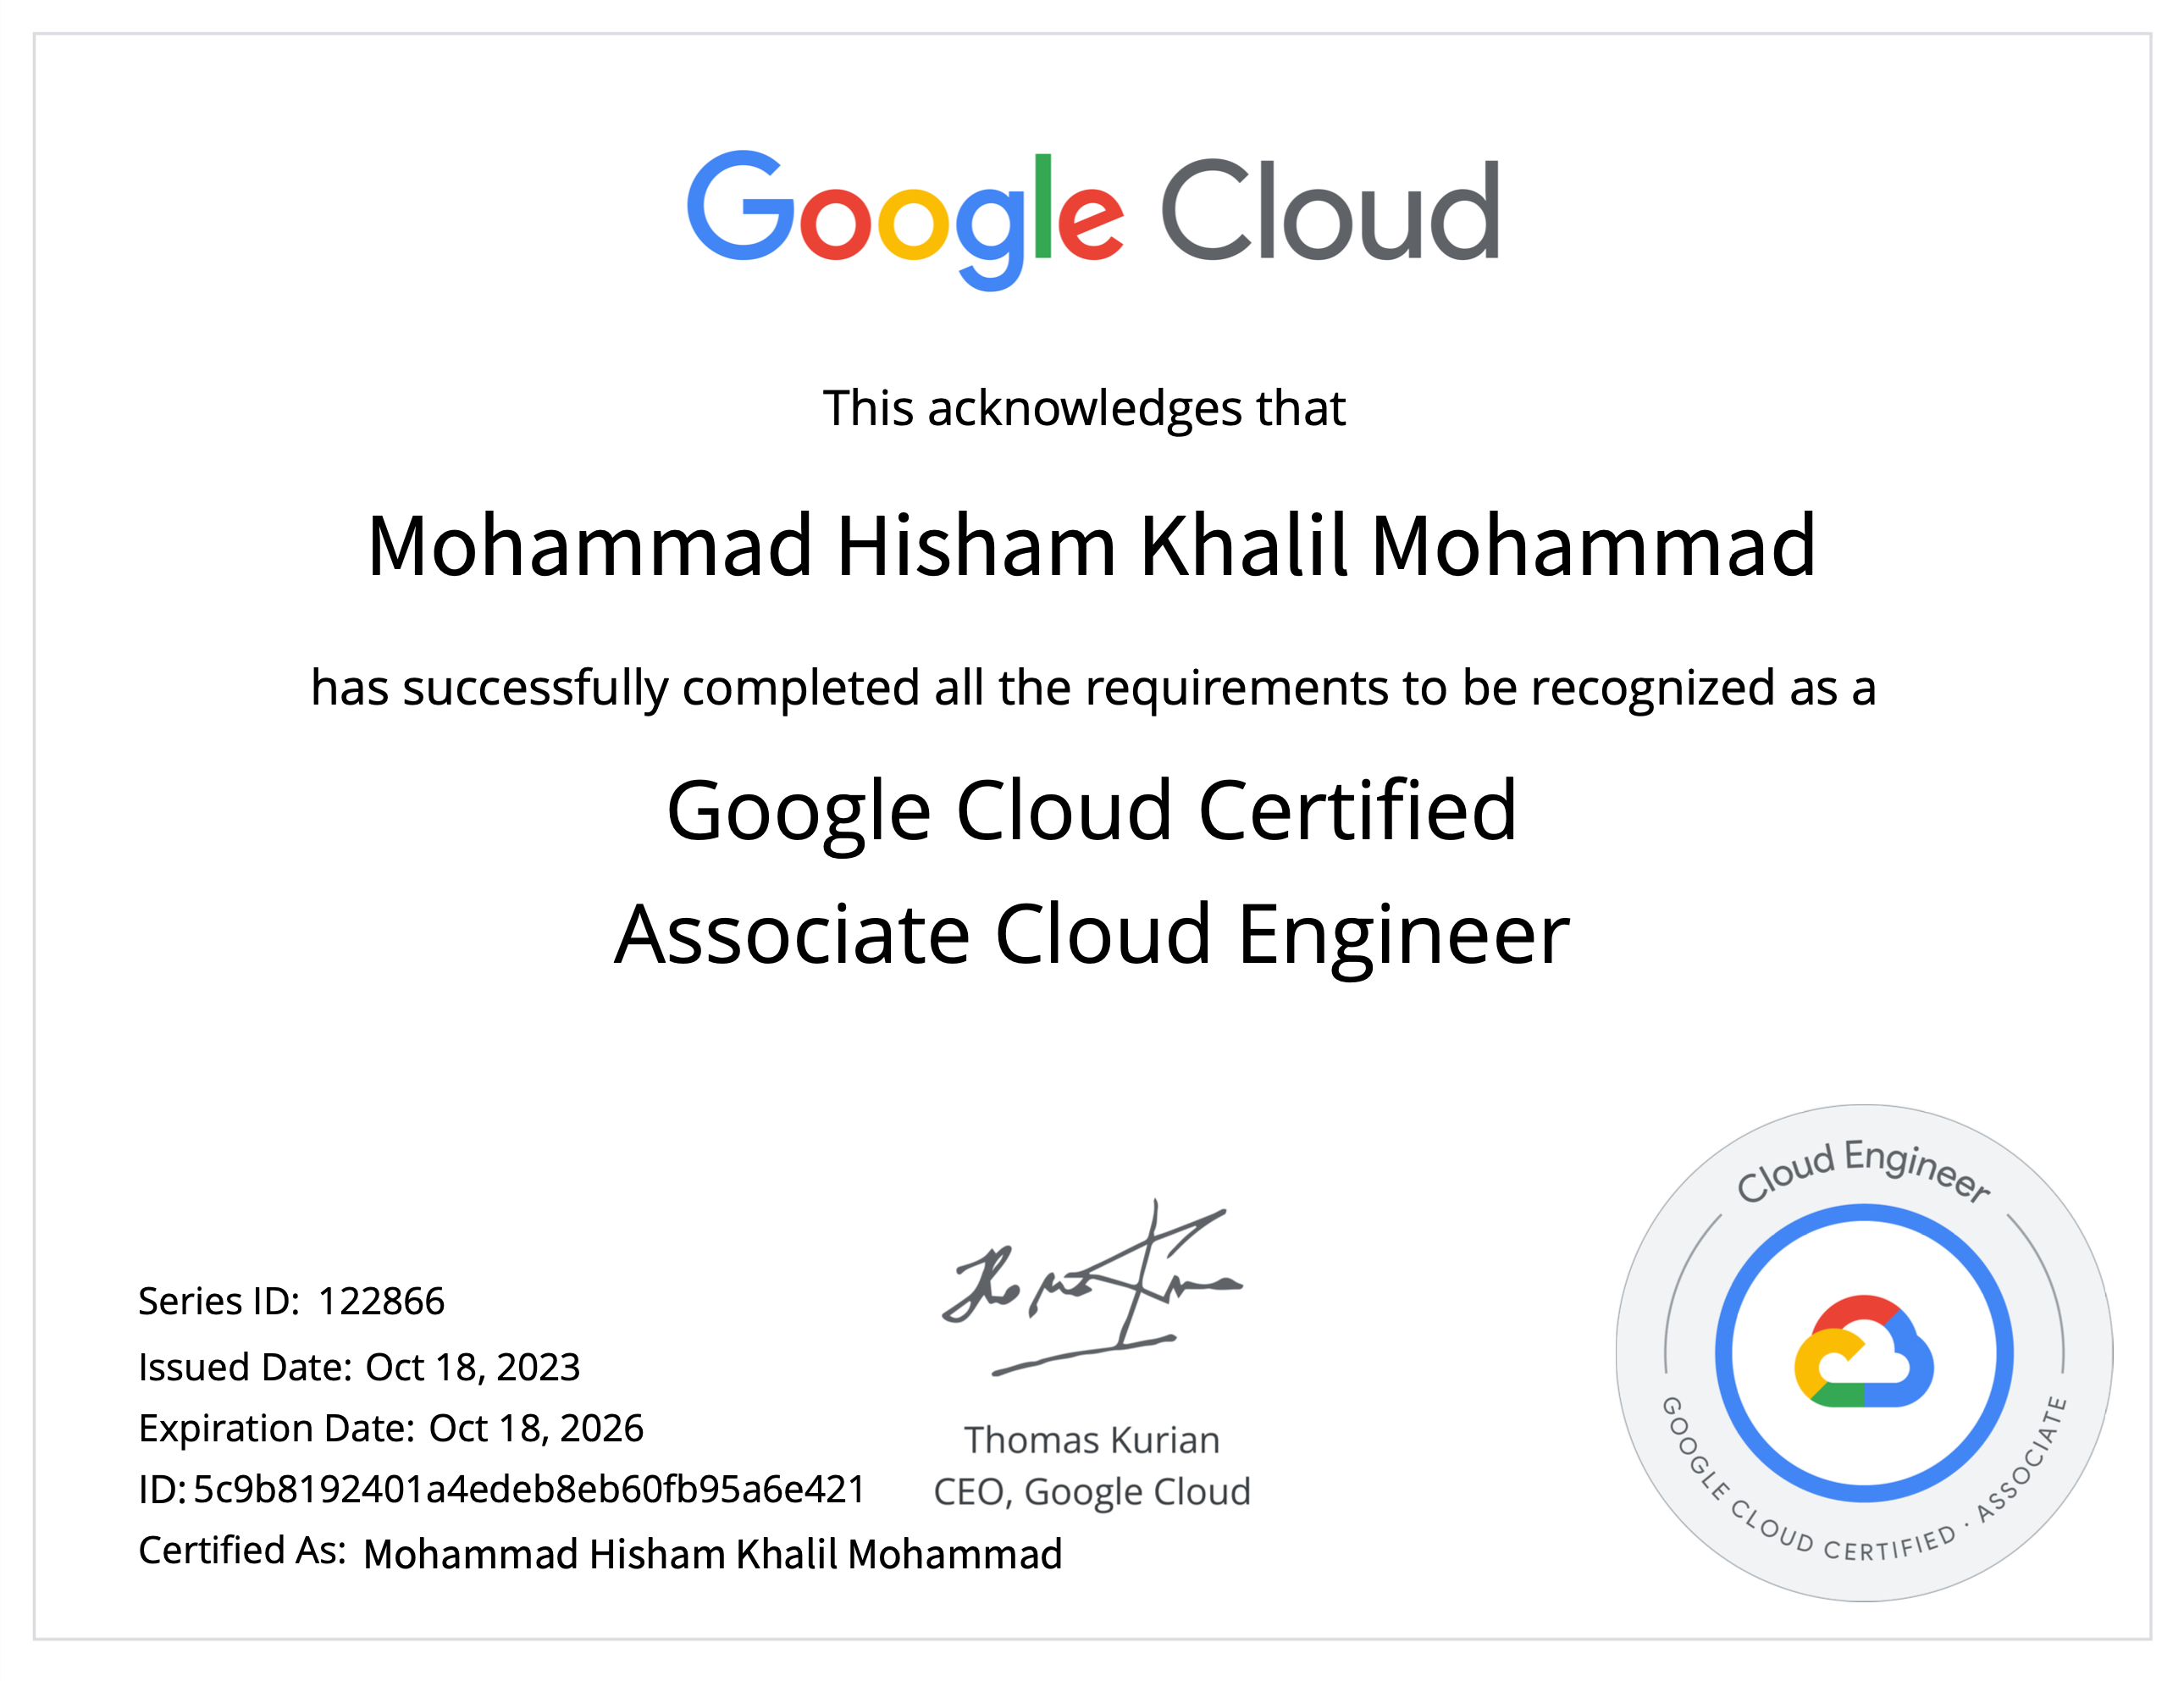 Google Cloud
This acknowledges that
Mohammad Hisham Khalil Mohammad
has successfully completed all the requirements to be recognized as a
Google Cloud Certified
Associate Cloud Engineer
Series ID: 122866
Issued Date: Oct 18, 2023
Expiration Date: Oct 18, 2026
ID: 5c9b8192401a4edeb8eb60fb95a6e421
Certified As: Mohammad Hisham Khalil Mohammad
Thomas Kurian
CEO, Google Cloud
Cloud Engineer
GOOGLE CLOUD CERTIFIED · ASSOCIATE